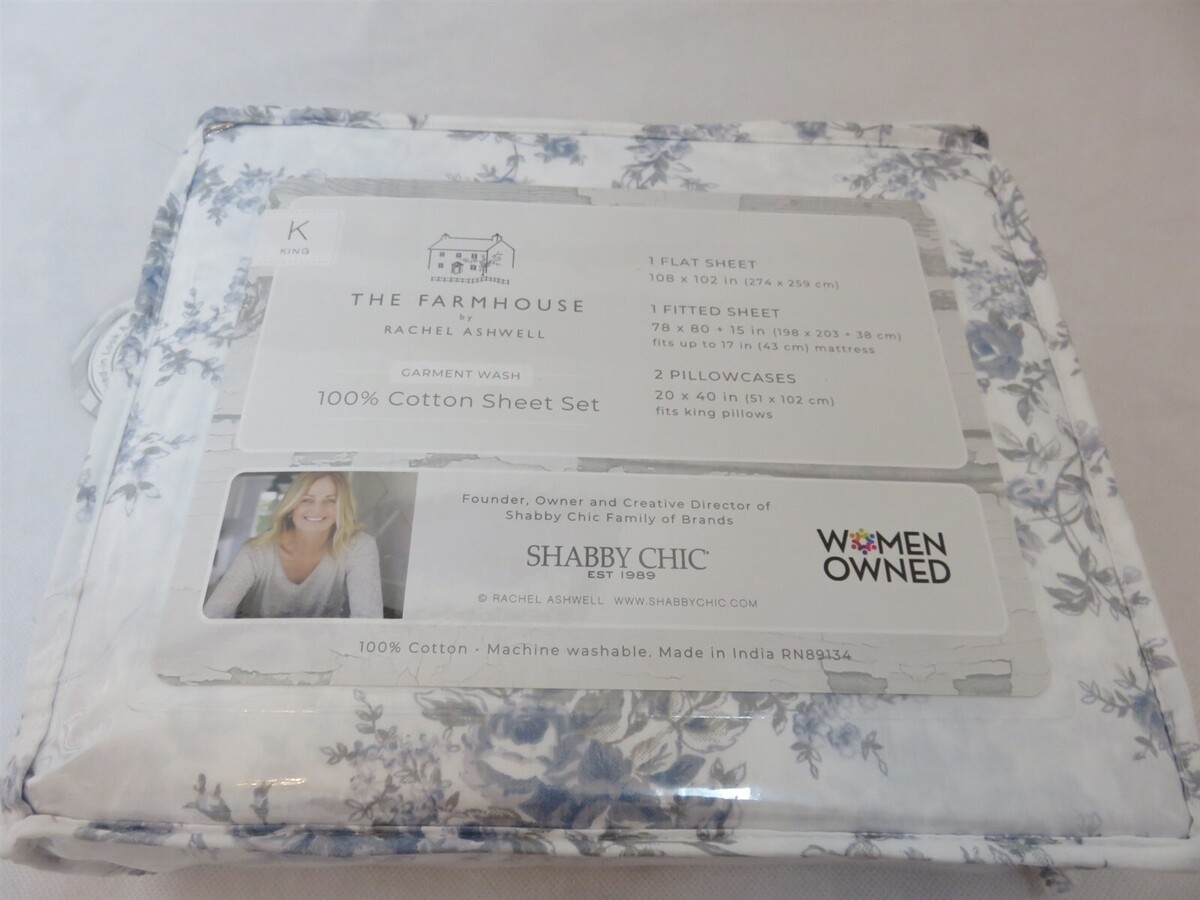 K
KING
THE FARMHOUSE
by
RACHEL ASHWELL
GARMENT WASH
100% Cotton Sheet Set
1 FLAT SHEET
108 x 102 in (274 x 259 cm)
1 FITTED SHEET
78 x 80 + 15 in (198 x 203 + 38 cm)
fits up to 17 in (43 cm) mattress
2 PILLOWCASES
20 x 40 in (51 x 102 cm)
fits king pillows
Founder, Owner and Creative Director of
Shabby Chic Family of Brands
SHABBY CHIC®
EST 1989
© RACHEL ASHWELL WWW.SHABBYCHIC.COM
WOMEN
OWNED
100% Cotton • Machine washable. Made in India RN89134